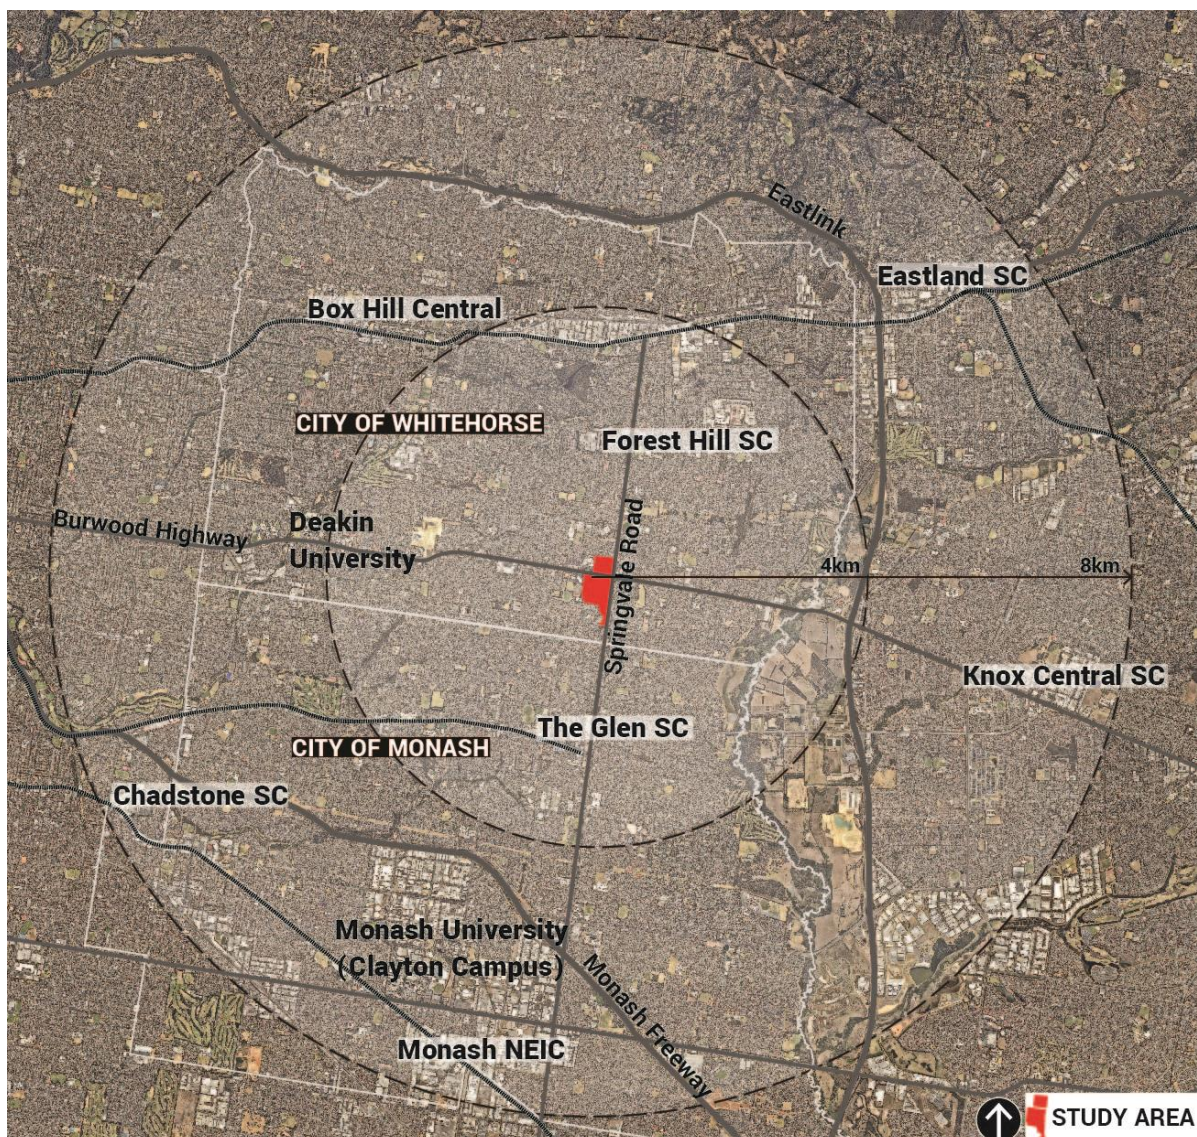 Eastlink
Eastland SC
Box Hill Central
CITY OF WHITEHORSE
Forest Hill SC
Burwood Highway
Deakin
University
Springvale Road
4km
8km
Knox Central SC
The Glen SC
CITY OF MONASH
Chadstone SC
Monash University
(Clayton Campus)
Monash Freeway
Monash NEIC
STUDY AREA